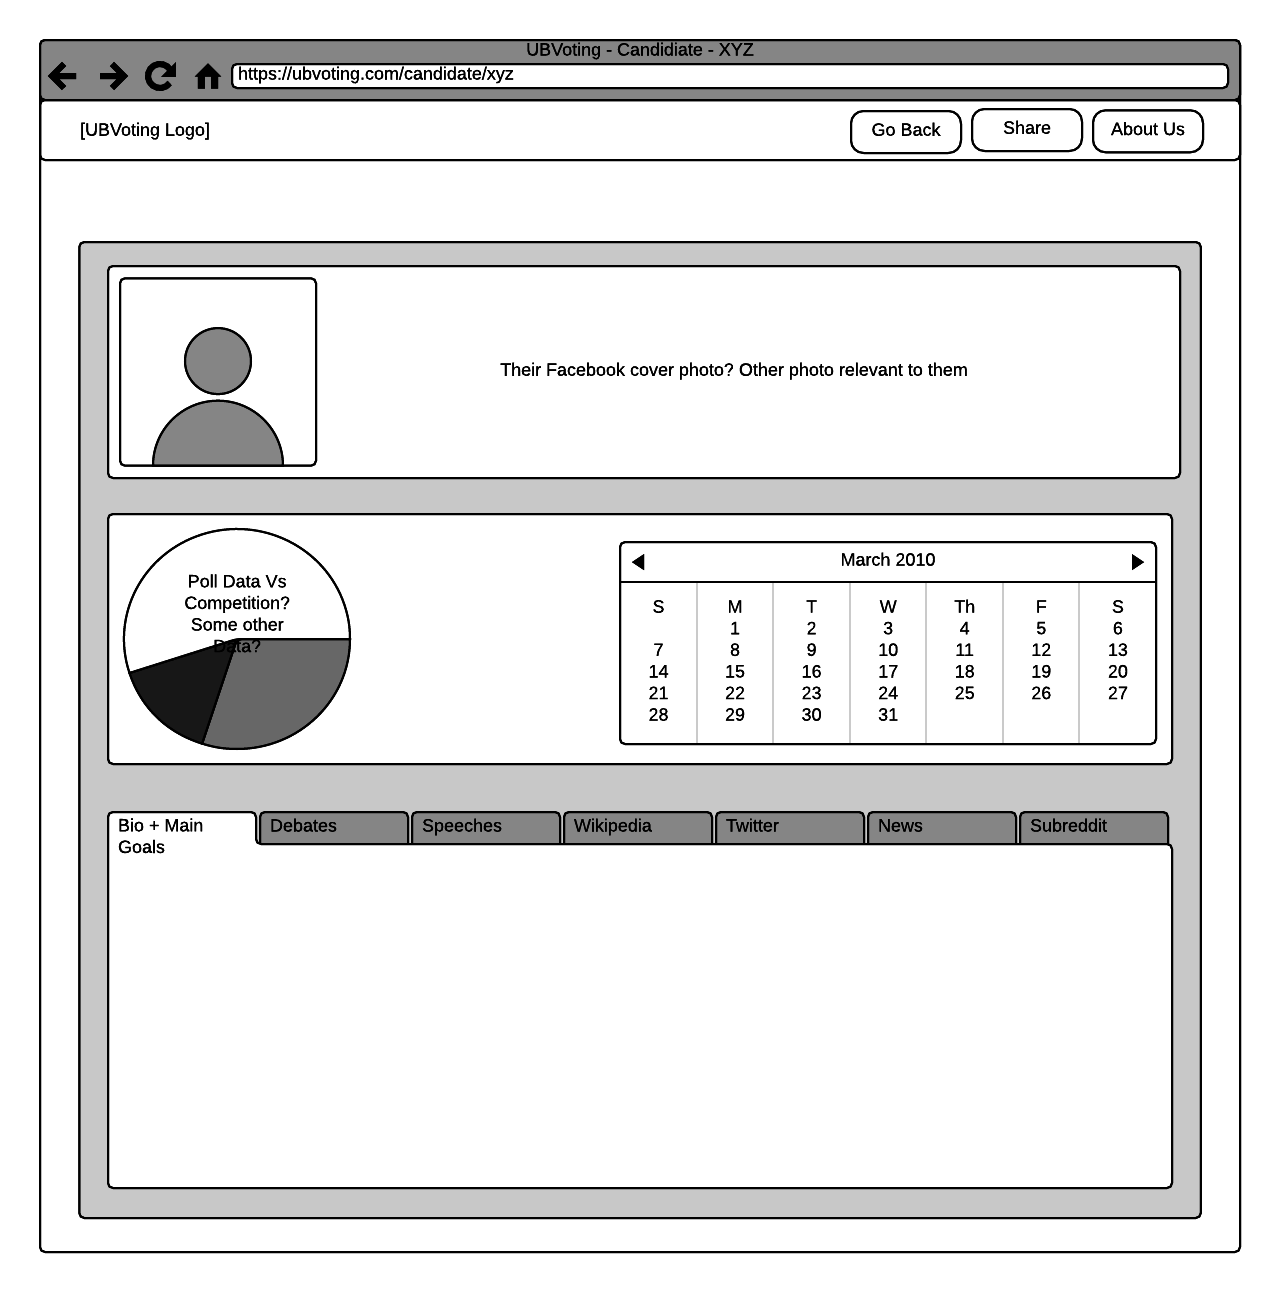 UBVoting - Candidiate - XYZ
https://ubvoting.com/candidate/xyz
[UBVoting Logo]
Go Back
Share
About Us
Their Facebook cover photo? Other photo relevant to them
Poll Data Vs
Competition?
Some other
Data?
March 2010
S M T W Th F S
1 2 3 4 5 6
7 8 9 10 11 12 13
14 15 16 17 18 19 20
21 22 23 24 25 26 27
28 29 30 31
Bio + Main
Goals
Debates
Speeches
Wikipedia
Twitter
News
Subreddit